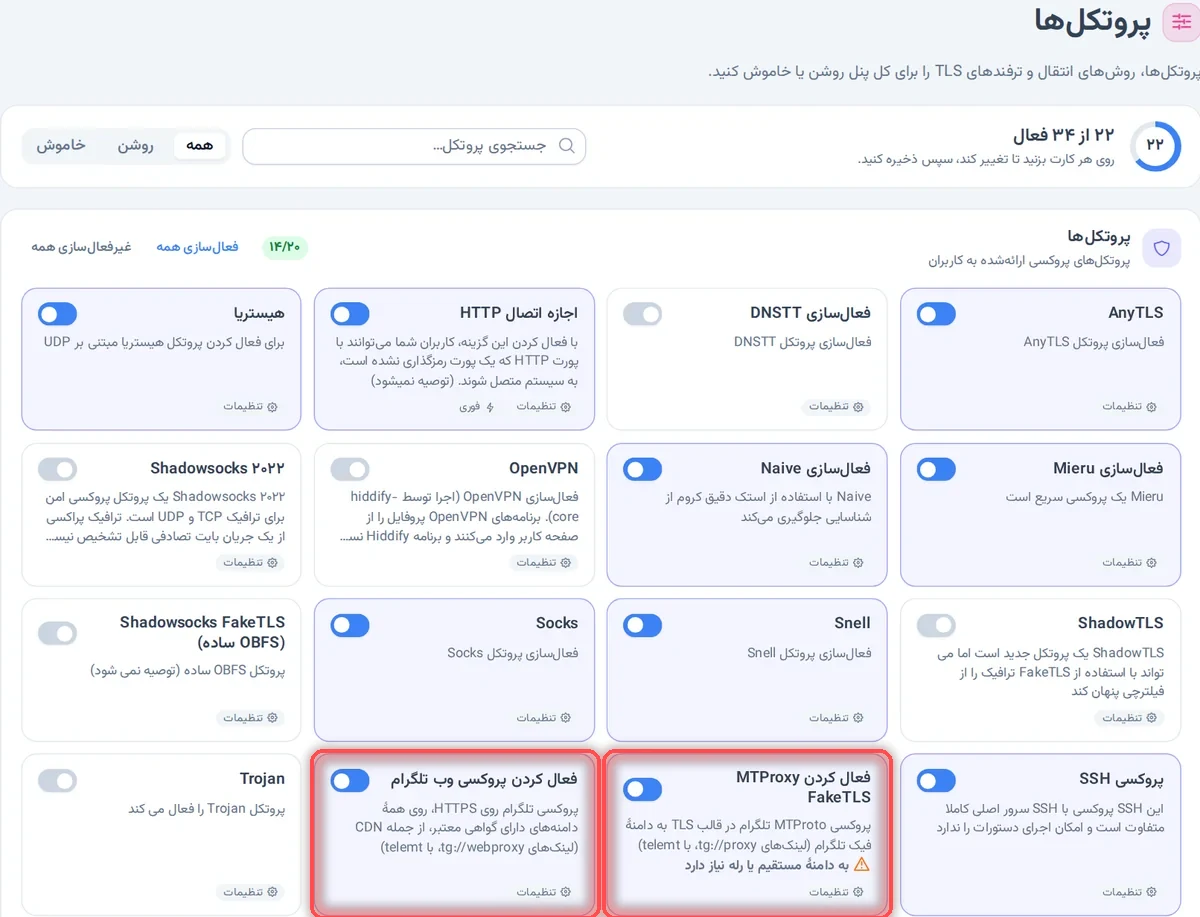 پروتکل‌ها
پروتکل‌ها، روش‌های انتقال و ترفندهای TLS را برای کل پنل روشن یا خاموش کنید.
۲۲
۲۲ از ۳۴ فعال
روی هر کارت بزنید تا تغییر کند، سپس ذخیره کنید.
جستجوی پروتکل...
همه
روشن
خاموش
پروتکل‌ها
پروتکل‌های پروکسی ارائه‌شده به کاربران
۱۴/۲۰
فعال‌سازی همه
غیرفعال‌سازی همه
AnyTLS
فعال‌سازی پروتکل AnyTLS
تنظیمات
فعال‌سازی DNSTT
فعال‌سازی پروتکل DNSTT
تنظیمات
اجازه اتصال HTTP
با فعال کردن این گزینه، کاربران شما می‌توانند با
پورت HTTP که یک پورت رمزگذاری نشده است،
به سیستم متصل شوند. (توصیه نمیشود)
تنظیمات
فوری
هیستریا
برای فعال کردن پروتکل هیستریا مبتنی بر UDP
تنظیمات
فعال‌سازی Mieru
Mieru یک پروکسی سریع است
تنظیمات
فعال‌سازی Naive
Naive با استفاده از استک دقیق کروم از
شناسایی جلوگیری می‌کند
تنظیمات
OpenVPN
فعال‌سازی OpenVPN (اجرا توسط hiddify-
core). برنامه‌های OpenVPN پروفایل را از
صفحه کاربر وارد می‌کنند و برنامه Hiddify نس...
تنظیمات
Shadowsocks ۲۰۲۲
Shadowsocks ۲۰۲۲ یک پروتکل پروکسی امن
برای ترافیک TCP و UDP است. ترافیک پراکسی
از یک جریان بایت تصادفی قابل تشخیص نیس...
تنظیمات
ShadowTLS
ShadowTLS یک پروتکل جدید است اما می
تواند با استفاده از FakeTLS ترافیک را از
فیلترچی پنهان کند
تنظیمات
Snell
فعال‌سازی پروتکل Snell
تنظیمات
Socks
فعال‌سازی پروتکل Socks
تنظیمات
Shadowsocks FakeTLS
(OBFS ساده)
پروتکل OBFS ساده (توصیه نمی شود)
تنظیمات
پروکسی SSH
این SSH پروکسی با SSH سرور اصلی کاملا
متفاوت است و امکان اجرای دستورات را ندارد
تنظیمات
فعال کردن MTProxy
FakeTLS
پروکسی MTProto تلگرام در قالب TLS به دامنهٔ
فیک تلگرام (لینک‌های tg://proxy، با telemt)
به دامنهٔ مستقیم یا رله نیاز دارد
تنظیمات
فعال کردن پروکسی وب تلگرام
پروکسی تلگرام روی HTTPS، روی همهٔ
دامنه‌های دارای گواهی معتبر، از جمله CDN
(لینک‌های tg://webproxy، با telemt)
تنظیمات
Trojan
پروتکل Trojan را فعال می کند
تنظیمات